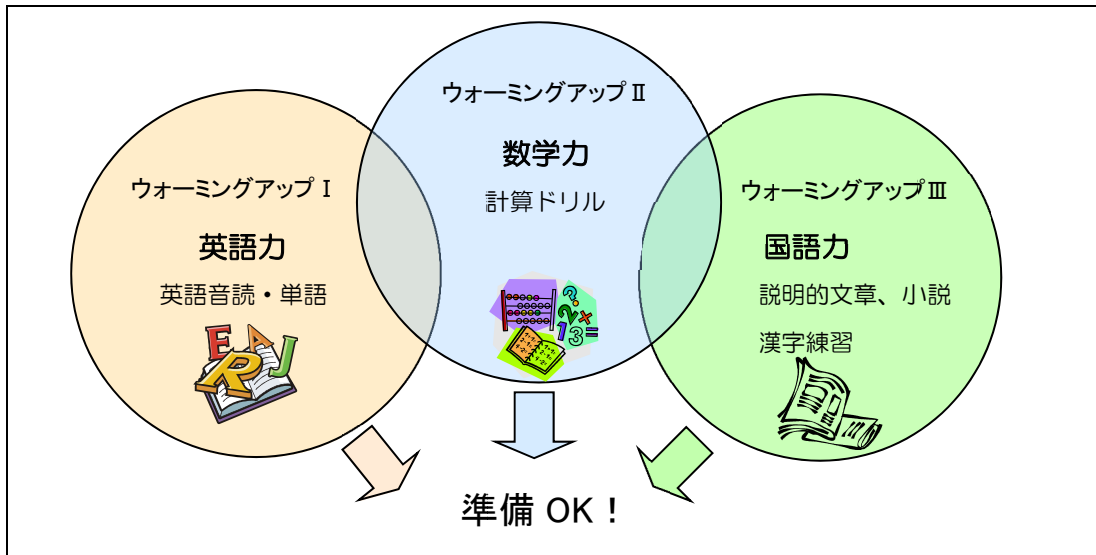 ウォーミングアップⅠ
英語力
英語音読・単語
E A J
R
ウォーミングアップⅡ
数学力
計算ドリル
?
2×
13=
ウォーミングアップⅢ
国語力
説明的文章、小説
漢字練習
準備 OK！